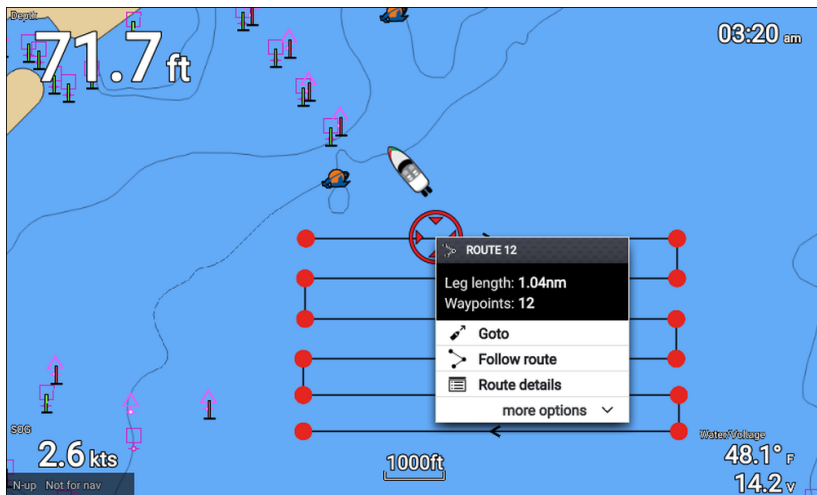 Depth
71.7 ft
03:20 am
ROUTE 12
Leg length: 1.04nm
Waypoints: 12
Goto
Follow route
Route details
more options
SOG
2.6 kts
1000ft
Water/Voltage
48.1° F
14.2 v
N-up Not for nav